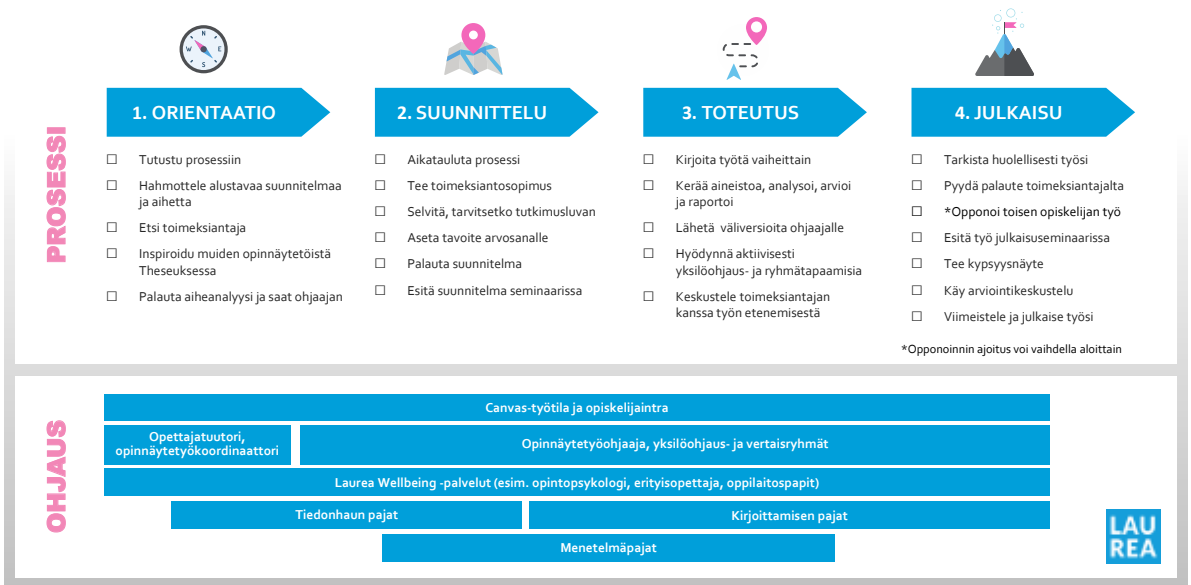 PROSESSI
N
W E
S
1. ORIENTAATIO
Tutustu prosessiin
Hahmottele alustavaa suunnitelmaa
ja aihetta
Etsi toimeksiantaja
Inspiroidu muiden opinnäytetöistä
Theseuksessa
Palauta aiheanalyysi ja saat ohjaajan
2. SUUNNITTELU
Aikatauluta prosessi
Tee toimeksiantosopimus
Selvitä, tarvitsetko tutkimusluvan
Aseta tavoite arvosanalle
Palauta suunnitelma
Esitä suunnitelma seminaarissa
3. TOTEUTUS
Kirjoita työtä vaiheittain
Kerää aineistoa, analysoi, arvioi
ja raportoi
Lähetä väliversioita ohjaajalle
Hyödynnä aktiivisesti
yksilöohjaus- ja ryhmätapaamisia
Keskustele toimeksiantajan
kanssa työn etenemisestä
4. JULKAISU
Tarkista huolellisesti työsi
Pyydä palaute toimeksiantajalta
*Opponoi toisen opiskelijan työ
Esitä työ julkaisuseminaarissa
Tee kypsyysnäyte
Käy arviointikeskustelu
Viimeistele ja julkaise työsi
*Opponoinnin ajoitus voi vaihdella aloittain
OHJAUS
Canvas-työtila ja opiskelijaintra
Opettajatuutori,
opinnäytetyökoordinaattori
Opinnäytetyöohjaaja, yksilöohjaus- ja vertaisryhmät
Laurea Wellbeing -palvelut (esim. opintopsykologi, erityisopettaja, oppilaitospapit)
Tiedonhaun pajat
Kirjoittamisen pajat
Menetelmäpajat
LAU
REA